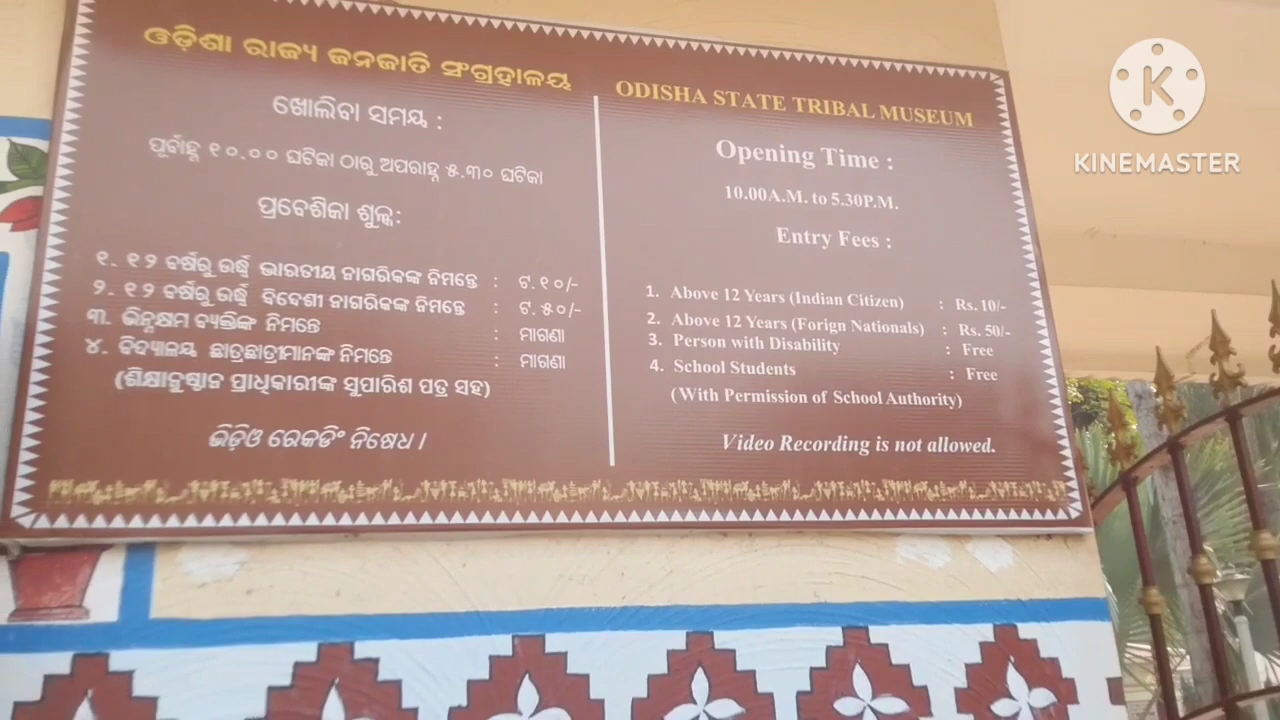 ଓଡ଼ିଶା ରାଜ୍ୟ ଜନଜାତି ସଂଗ୍ରହାଳୟ
ଖୋଲିବା ସମୟ :
ପୂର୍ବାହ୍ନ ୧୦.୦୦ ଘଟିକା ଠାରୁ ଅପରାହ୍ନ ୫.୩୦ ଘଟିକା
ପ୍ରବେଶିକା ଶୁଳ୍କ:
୧. ୧୨ ବର୍ଷରୁ ଉର୍ଦ୍ଧ୍ୱ ଭାରତୀୟ ନାଗରିକଙ୍କ ନିମନ୍ତେ : ଟ. ୧୦/-
୨. ୧୨ ବର୍ଷରୁ ଉର୍ଦ୍ଧ୍ୱ ବିଦେଶୀ ନାଗରିକଙ୍କ ନିମନ୍ତେ : ଟ. ୫୦/-
୩. ଭିନ୍ନକ୍ଷମ ବ୍ୟକ୍ତିଙ୍କ ନିମନ୍ତେ : ମାଗଣା
୪. ବିଦ୍ୟାଳୟ ଛାତ୍ରଛାତ୍ରୀମାନଙ୍କ ନିମନ୍ତେ : ମାଗଣା
(ଶିକ୍ଷାନୁଷ୍ଠାନ ପ୍ରାଧିକାରୀଙ୍କ ସୁପାରିଶ ପତ୍ର ସହ)
ଭିଡ଼ିଓ ରେକଡିଂ ନିଷେଧ ।
ODISHA STATE TRIBAL MUSEUM
Opening Time :
10.00A.M. to 5.30P.M.
Entry Fees :
1. Above 12 Years (Indian Citizen) : Rs. 10/-
2. Above 12 Years (Forign Nationals) : Rs. 50/-
3. Person with Disability : Free
4. School Students : Free
(With Permission of School Authority)
Video Recording is not allowed.
K
KINEMASTER